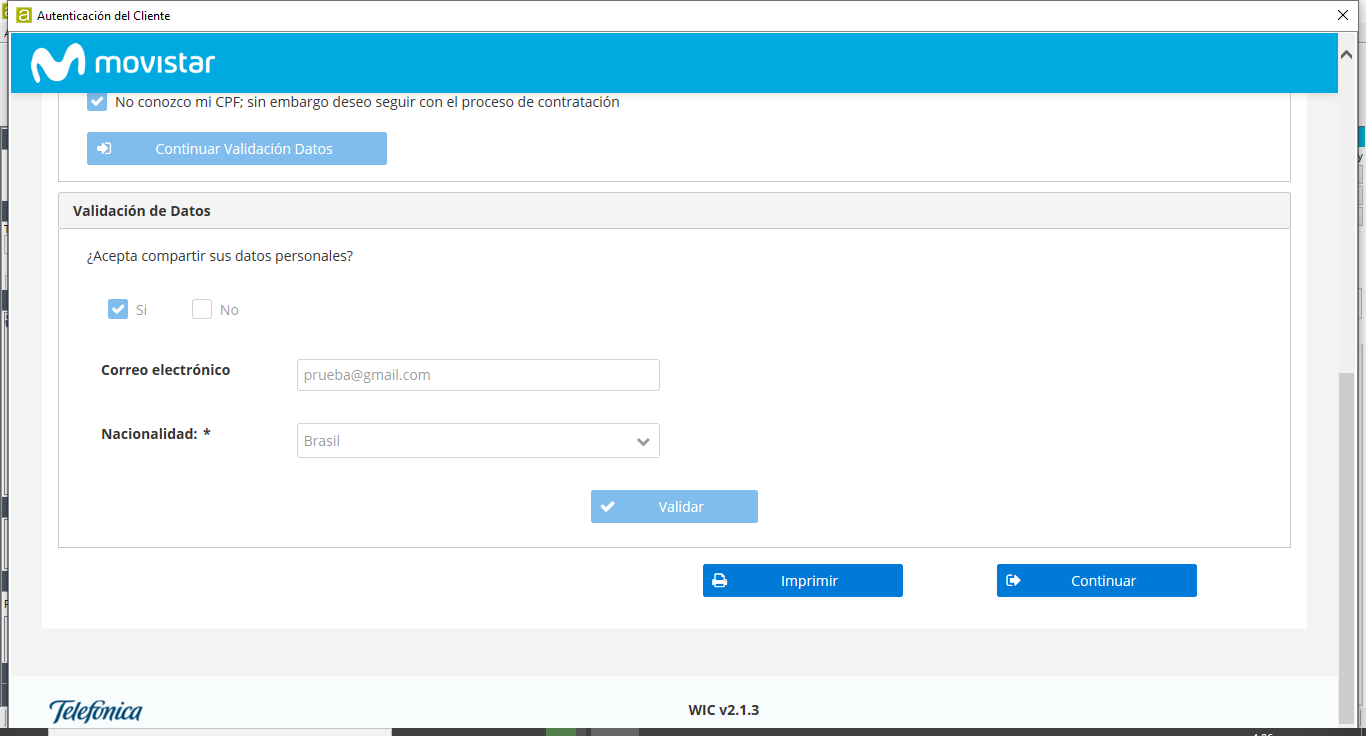 Autenticación del Cliente
movistar
No conozco mi CPF; sin embargo deseo seguir con el proceso de contratación
Continuar Validación Datos
Validación de Datos
¿Acepta compartir sus datos personales?
Si No
Correo electrónico prueba@gmail.com
Nacionalidad: * Brasil
Validar
Imprimir Continuar
Telefónica WIC v2.1.3